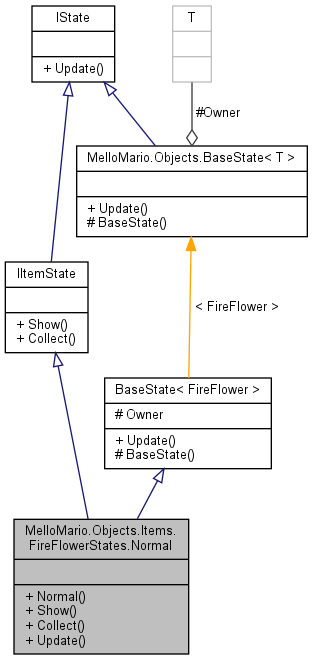 IState
+ Update()
T
#Owner
MelloMario.Objects.BaseState< T >
+ Update()
# BaseState()
IItemState
+ Show()
+ Collect()
< FireFlower >
BaseState< FireFlower >
# Owner
+ Update()
# BaseState()
MelloMario.Objects.Items.
FireFlowerStates.Normal
+ Normal()
+ Show()
+ Collect()
+ Update()